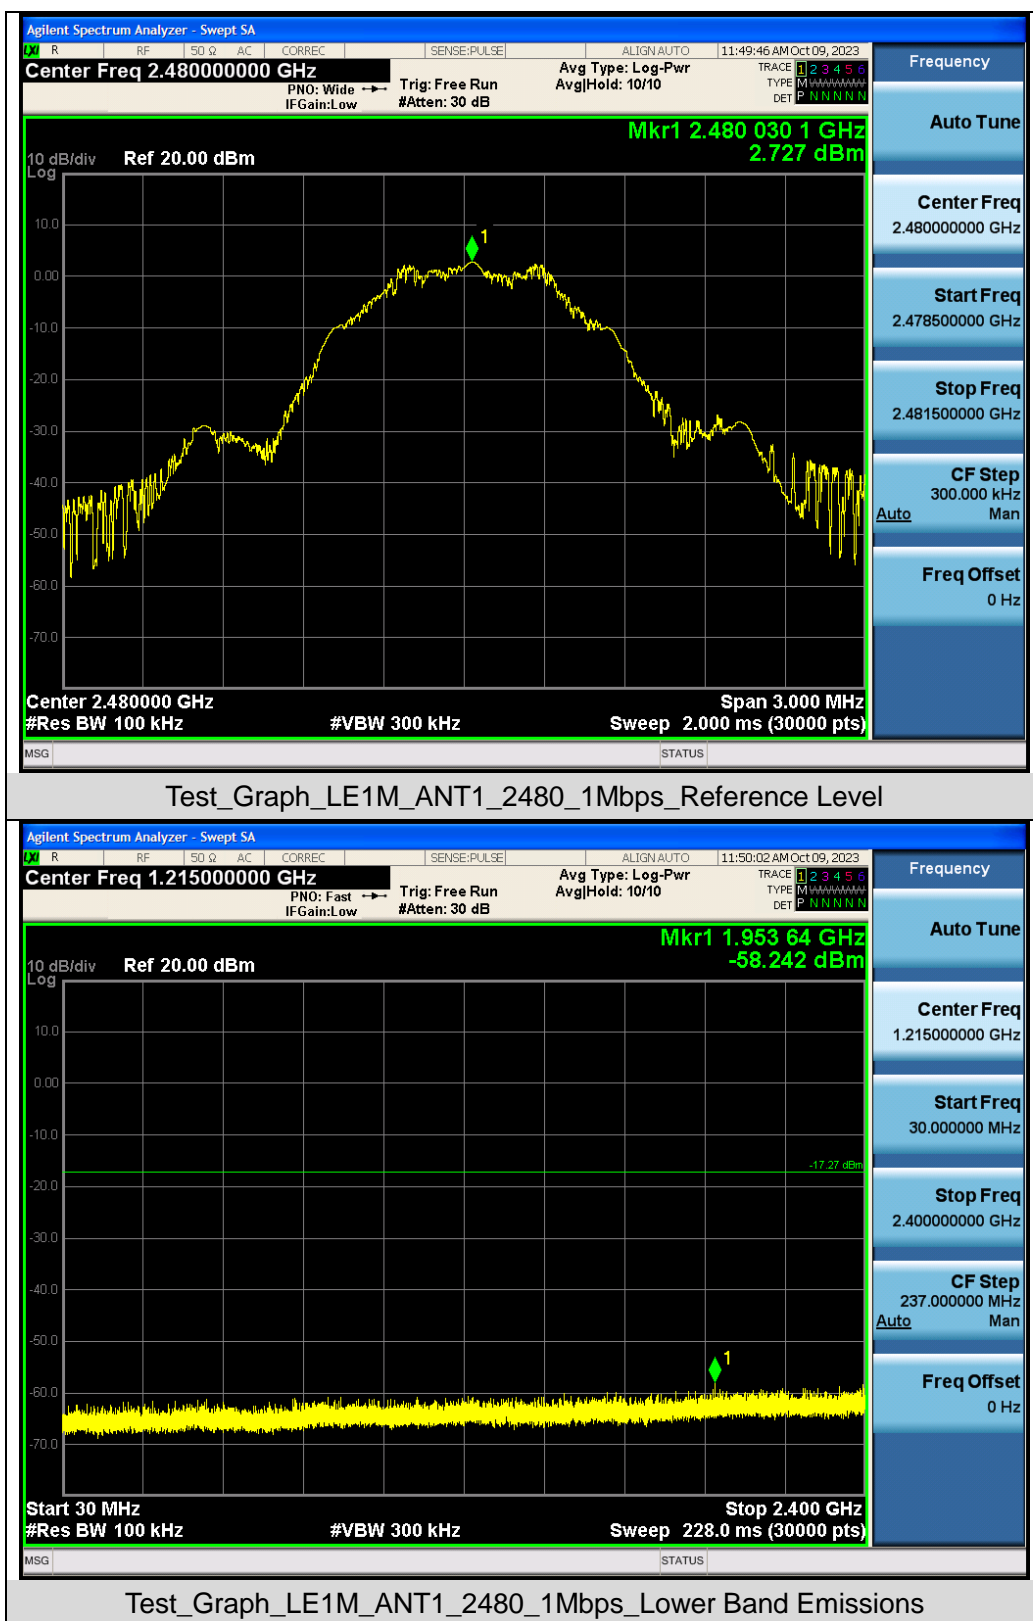 Agilent Spectrum Analyzer - Swept SA
LXI R RF 50 Ω AC CORREC SENSE:PULSE ALIGN AUTO 11:49:46 AM Oct 09, 2023
Center Freq 2.480000000 GHz
PNO: Wide
IFGain:Low
Trig: Free Run
#Atten: 30 dB
Avg Type: Log-Pwr
Avg|Hold: 10/10
TRACE 1 2 3 4 5 6
TYPE M
DET P N N N N N
Mkr1 2.480 030 1 GHz
2.727 dBm
10 dB/div Ref 20.00 dBm
Log
10.0
0.00
-10.0
-20.0
-30.0
-40.0
-50.0
-60.0
-70.0
1
Center 2.480000 GHz Span 3.000 MHz
#Res BW 100 kHz #VBW 300 kHz Sweep 2.000 ms (30000 pts)
MSG STATUS
Frequency
Auto Tune
Center Freq
2.480000000 GHz
Start Freq
2.478500000 GHz
Stop Freq
2.481500000 GHz
CF Step
300.000 kHz
Auto Man
Freq Offset
0 Hz
Test_Graph_LE1M_ANT1_2480_1Mbps_Reference Level
Agilent Spectrum Analyzer - Swept SA
LXI R RF 50 Ω AC CORREC SENSE:PULSE ALIGN AUTO 11:50:02 AM Oct 09, 2023
Center Freq 1.215000000 GHz
PNO: Fast
IFGain:Low
Trig: Free Run
#Atten: 30 dB
Avg Type: Log-Pwr
Avg|Hold: 10/10
TRACE 1 2 3 4 5 6
TYPE M
DET P N N N N N
Mkr1 1.953 64 GHz
-58.242 dBm
10 dB/div Ref 20.00 dBm
Log
10.0
0.00
-10.0
-17.27 dBm
-20.0
-30.0
-40.0
-50.0
-60.0
-70.0
1
Start 30 MHz Stop 2.400 GHz
#Res BW 100 kHz #VBW 300 kHz Sweep 228.0 ms (30000 pts)
MSG STATUS
Frequency
Auto Tune
Center Freq
1.215000000 GHz
Start Freq
30.000000 MHz
Stop Freq
2.400000000 GHz
CF Step
237.000000 MHz
Auto Man
Freq Offset
0 Hz
Test_Graph_LE1M_ANT1_2480_1Mbps_Lower Band Emissions